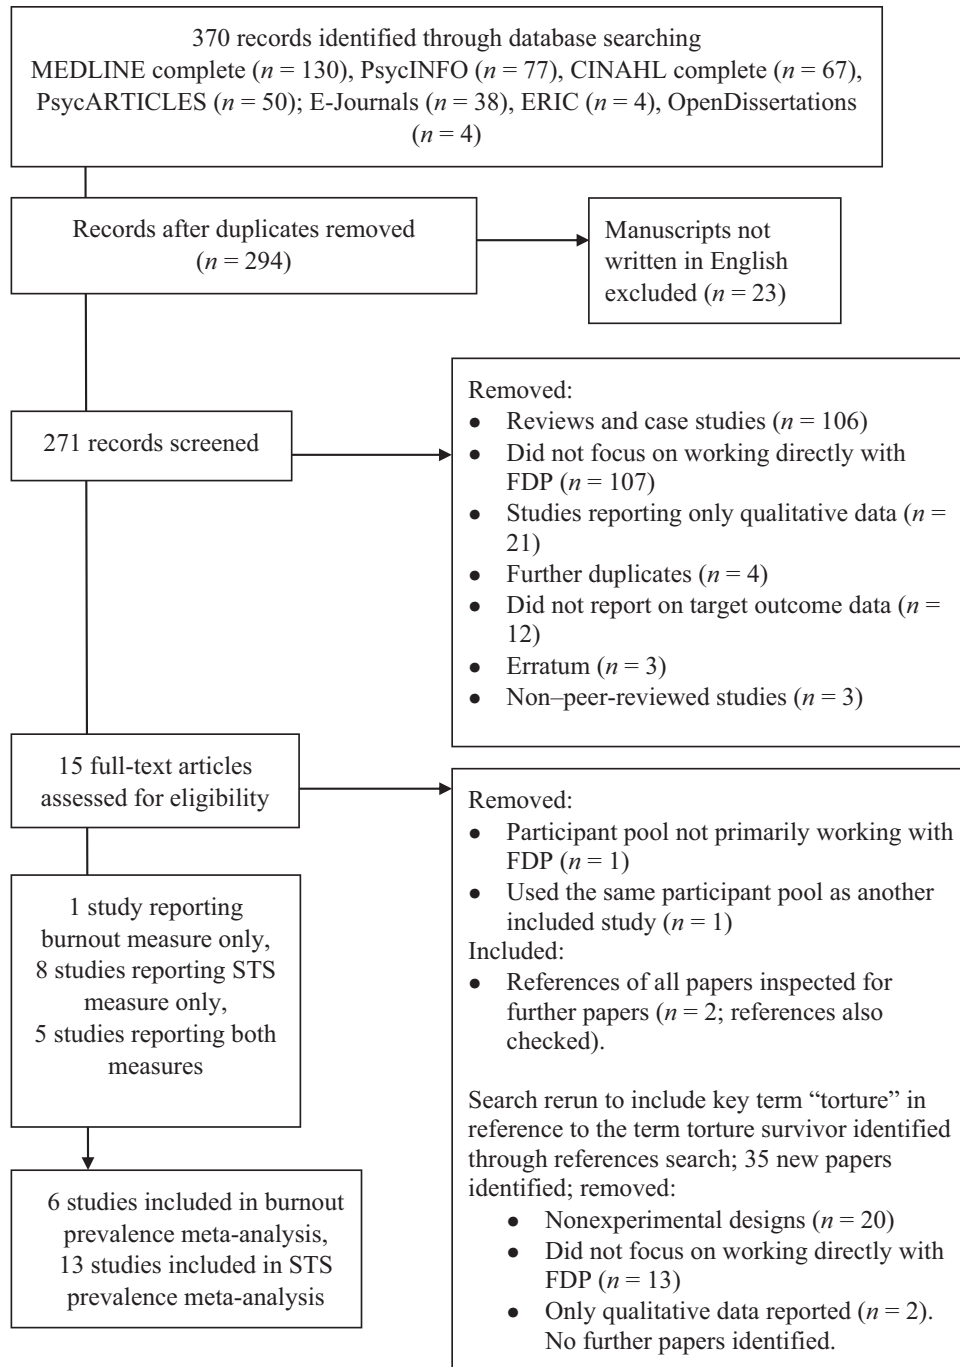 370 records identified through database searching
MEDLINE complete (n = 130), PsycINFO (n = 77), CINAHL complete (n = 67),
PsycARTICLES (n = 50); E-Journals (n = 38), ERIC (n = 4), OpenDissertations
(n = 4)
Records after duplicates removed
(n = 294)
Manuscripts not
written in English
excluded (n = 23)
271 records screened
Removed:
● Reviews and case studies (n = 106)
● Did not focus on working directly with
FDP (n = 107)
● Studies reporting only qualitative data (n =
21)
● Further duplicates (n = 4)
● Did not report on target outcome data (n =
12)
● Erratum (n = 3)
● Non–peer-reviewed studies (n = 3)
15 full-text articles
assessed for eligibility
Removed:
● Participant pool not primarily working with
FDP (n = 1)
● Used the same participant pool as another
included study (n = 1)
Included:
● References of all papers inspected for
further papers (n = 2; references also
checked).
Search rerun to include key term “torture” in
reference to the term torture survivor identified
through references search; 35 new papers
identified; removed:
● Nonexperimental designs (n = 20)
● Did not focus on working directly with
FDP (n = 13)
● Only qualitative data reported (n = 2).
No further papers identified.
1 study reporting
burnout measure only,
8 studies reporting STS
measure only,
5 studies reporting both
measures
6 studies included in burnout
prevalence meta-analysis,
13 studies included in STS
prevalence meta-analysis